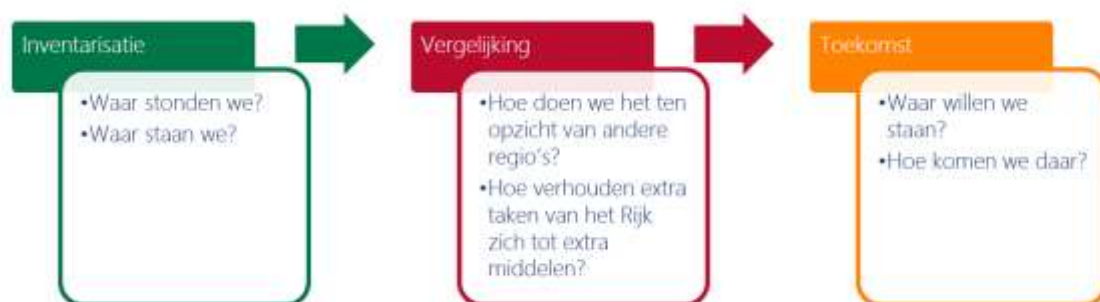 Inventarisatie
•Waar stonden we?
•Waar staan we?
Vergelijking
•Hoe doen we het ten
opzicht van andere
regio's?
•Hoe verhouden extra
taken van het Rijk
zich tot extra
middelen?
Toekomst
•Waar willen we
staan?
•Hoe komen we daar?